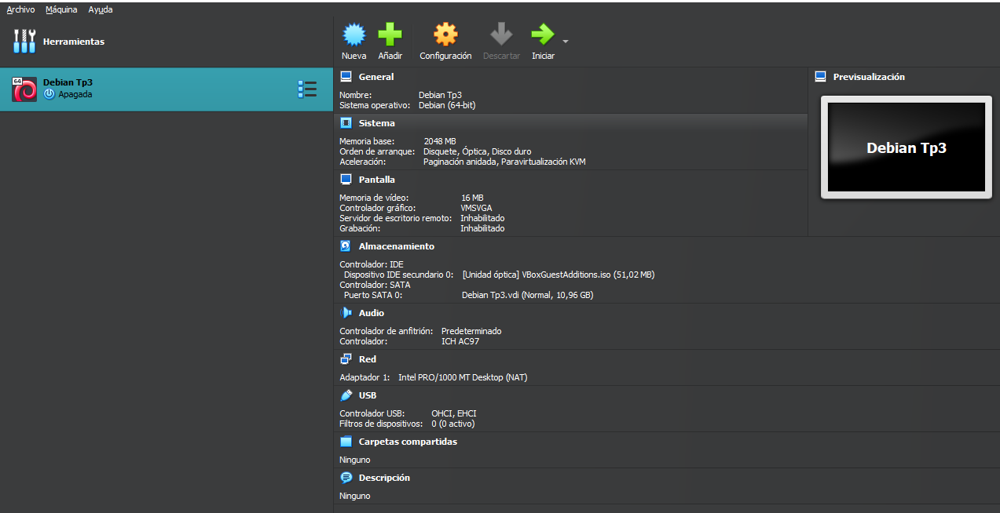 Archivo Máquina Ayuda
Herramientas
Nueva Añadir Configuración Descartar Iniciar
64 Debian Tp3
Apagada
General
Nombre: Debian Tp3
Sistema operativo: Debian (64-bit)
Sistema
Memoria base: 2048 MB
Orden de arranque: Disquete, Óptica, Disco duro
Aceleración: Paginación anidada, Paravirtualización KVM
Pantalla
Memoria de vídeo: 16 MB
Controlador gráfico: VMSVGA
Servidor de escritorio remoto: Inhabilitado
Grabación: Inhabilitado
Previsualización
Debian Tp3
Almacenamiento
Controlador: IDE
Dispositivo IDE secundario 0: [Unidad óptica] VBoxGuestAdditions.iso (51,02 MB)
Controlador: SATA
Puerto SATA 0: Debian Tp3.vdi (Normal, 10,96 GB)
Audio
Controlador de anfitrión: Predeterminado
Controlador: ICH AC97
Red
Adaptador 1: Intel PRO/1000 MT Desktop (NAT)
USB
Controlador USB: OHCI, EHCI
Filtros de dispositivos: 0 (0 activo)
Carpetas compartidas
Ninguno
Descripción
Ninguno